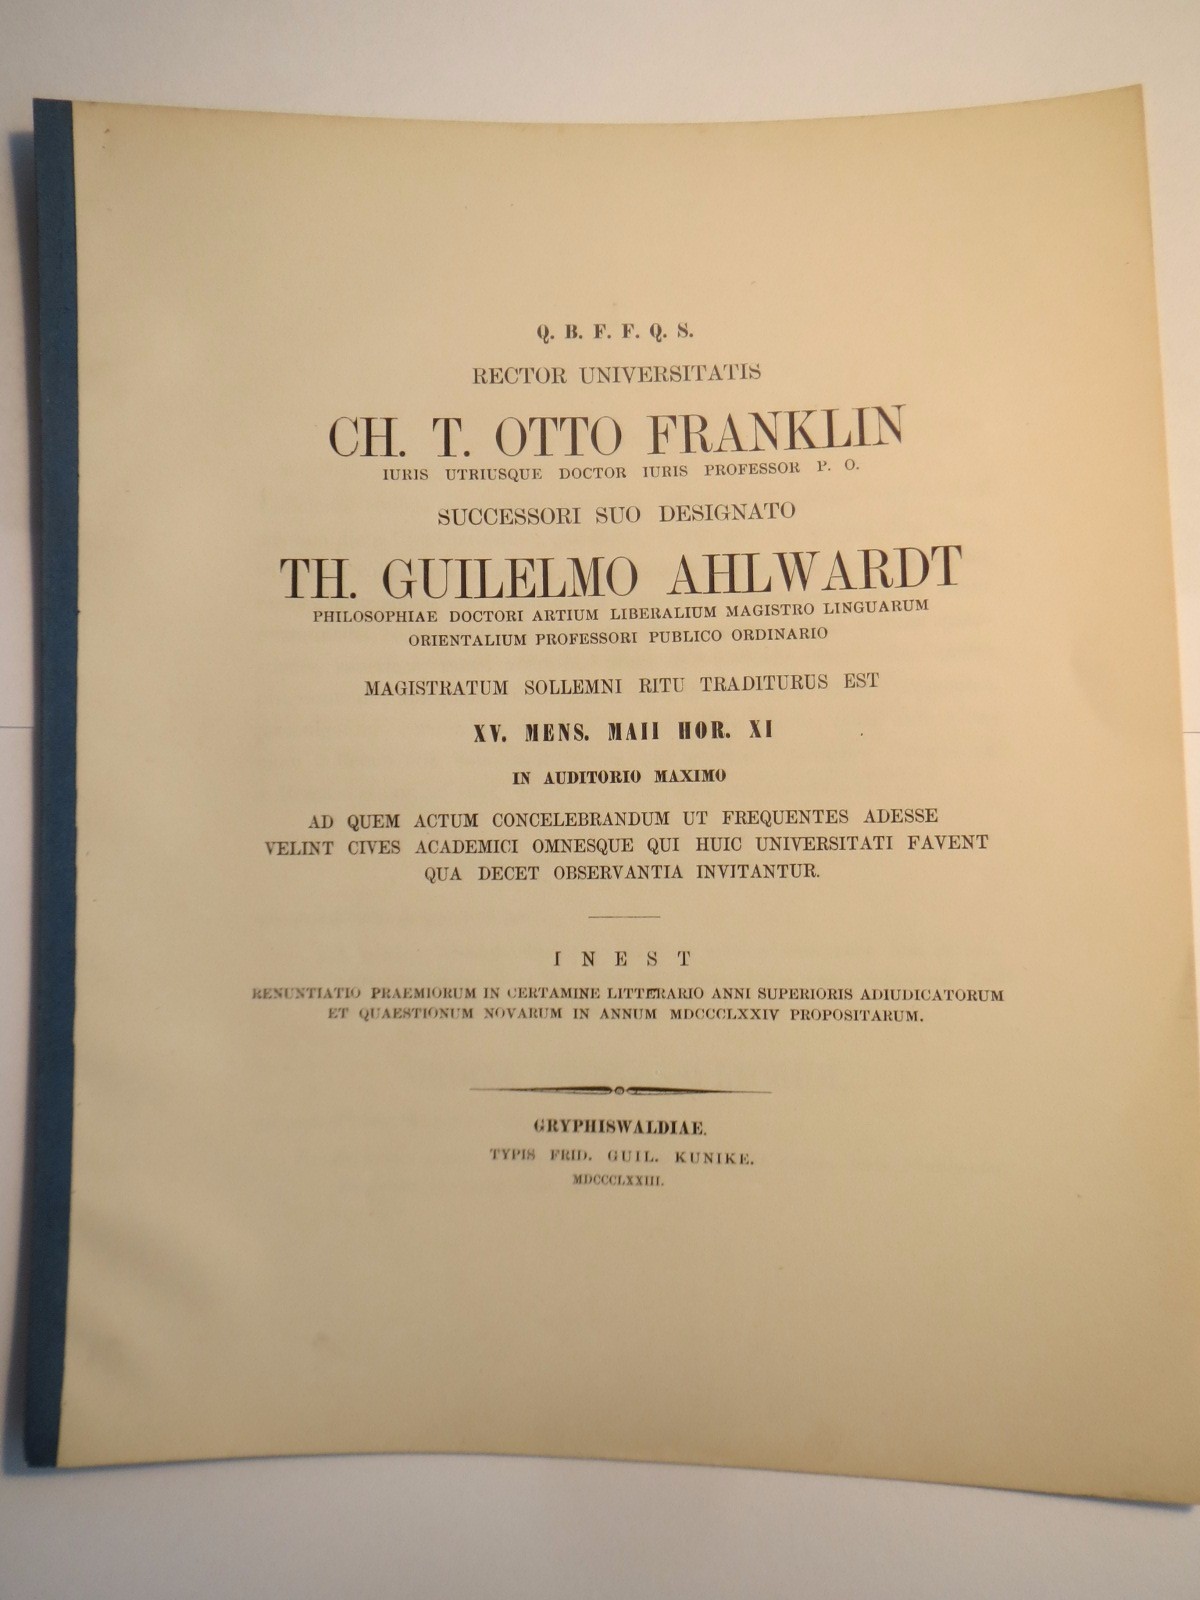 Q. B. F. F. Q. S.
RECTOR UNIVERSITATIS
CH. T. OTTO FRANKLIN
IURIS UTRIUSQUE DOCTOR IURIS PROFESSOR P. O.
SUCCESSORI SUO DESIGNATO
TH. GUILELMO AHLWARDT
PHILOSOPHIAE DOCTORI ARTIUM LIBERALIUM MAGISTRO LINGUARUM
ORIENTALIUM PROFESSORI PUBLICO ORDINARIO
MAGISTRATUM SOLLEMNI RITU TRADITURUS EST
XV. MENS. MAII HOR. XI
IN AUDITORIO MAXIMO
AD QUEM ACTUM CONCELEBRANDUM UT FREQUENTES ADESSE
VELINT CIVES ACADEMICI OMNESQUE QUI HUIC UNIVERSITATI FAVENT
QUA DECET OBSERVANTIA INVITANTUR.
INEST
RENUNTIATIO PRAEMIORUM IN CERTAMINE LITTERARIO ANNI SUPERIORIS ADIUDICATORUM
ET QUAESTIONUM NOVARUM IN ANNUM MDCCCLXXIV PROPOSITARUM.
GRYPHISWALDIAE.
TYPIS FRID. GUIL. KUNIKE.
MDCCCLXXIII.